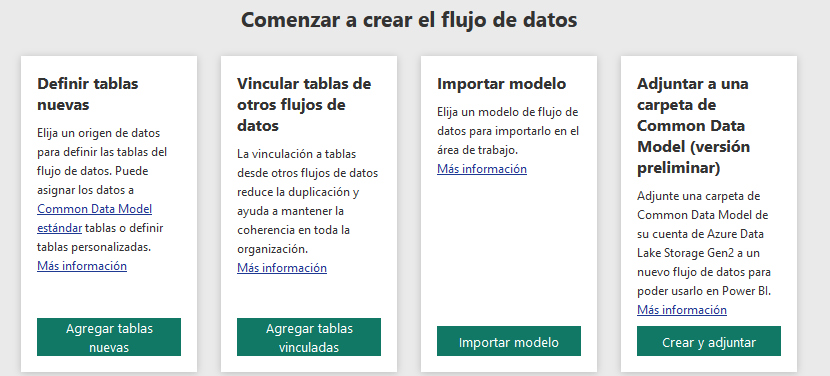 Comenzar a crear el flujo de datos
Definir tablas
nuevas
Elija un origen de datos
para definir las tablas del
flujo de datos. Puede
asignar los datos a
Common Data Model
estándar tablas o definir
tablas personalizadas.
Más información
Agregar tablas
nuevas
Vincular tablas de
otros flujos de
datos
La vinculación a tablas
desde otros flujos de datos
reduce la duplicación y
ayuda a mantener la
coherencia en toda la
organización.
Más información
Agregar tablas
vinculadas
Importar modelo
Elija un modelo de flujo de
datos para importarlo en el
área de trabajo.
Más información
Importar modelo
Adjuntar a una
carpeta de
Common Data
Model (versión
preliminar)
Adjunte una carpeta de
Common Data Model de
su cuenta de Azure Data
Lake Storage Gen2 a un
nuevo flujo de datos para
poder usarlo en Power BI.
Más información
Crear y adjuntar